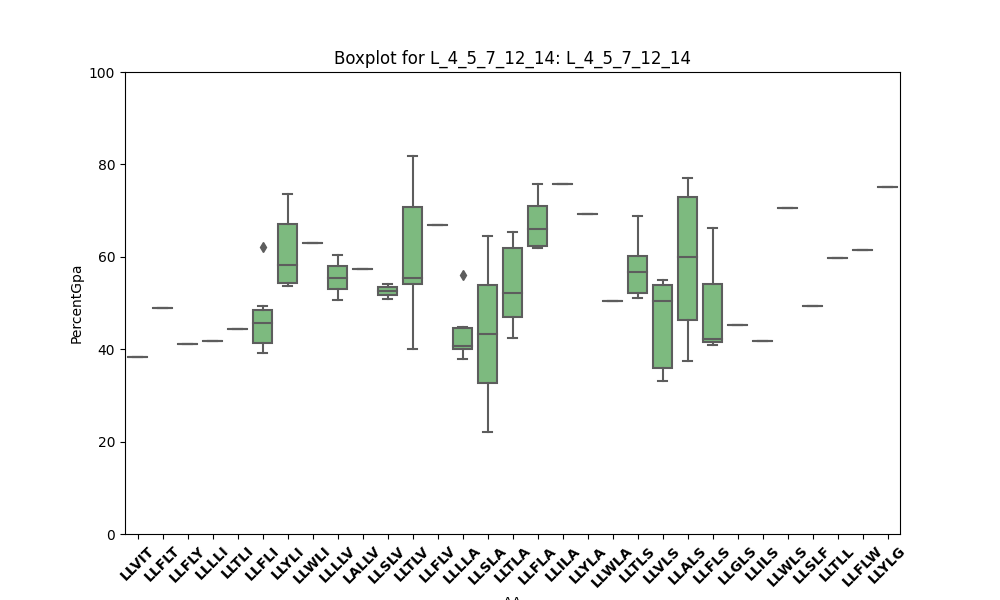 Boxplot for L_4_5_7_12_14: L_4_5_7_12_14
PercentGpa
100
80
60
40
20
0
LLVIT
LLFLT
LLFLY
LLLLI
LLTLI
LLFLI
LLYLI
LLWLI
LLLLV
LALLV
LLSLV
LLTLV
LLFLV
LLLLA
LLSLA
LLTLA
LLFLA
LLILA
LLYLA
LLWLA
LLTLS
LLVLS
LLALS
LLFLS
LLGLS
LLILS
LLWLS
LLSLF
LLTLL
LLFLW
LLYLG